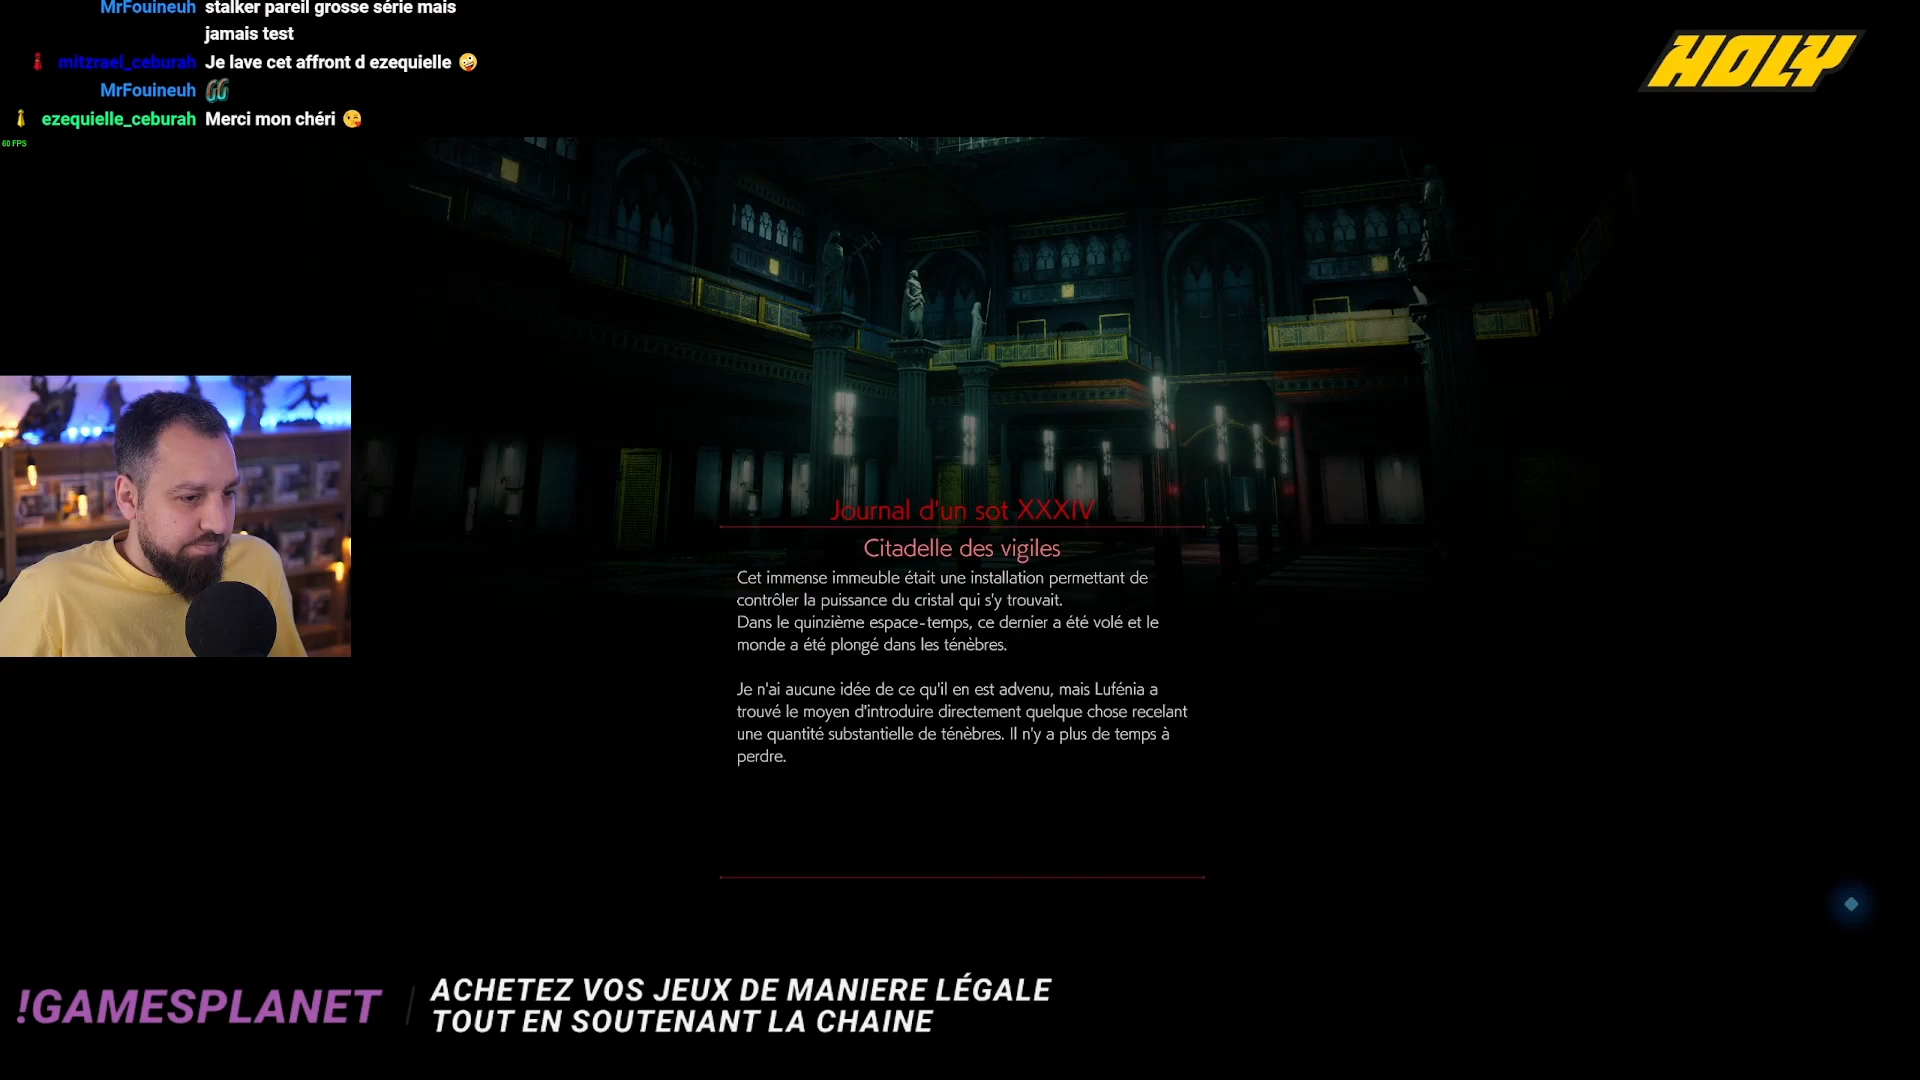 MrFouineuh stalker pareil grosse série mais
jamais test
mitzrael_ceburah Je lave cet affront d ezequielle
MrFouineuh
ezequielle_ceburah Merci mon chéri
60 FPS
HOLY
Journal d'un sot XXXIV
Citadelle des vigiles
Cet immense immeuble était une installation permettant de
contrôler la puissance du cristal qui s'y trouvait.
Dans le quinzième espace-temps, ce dernier a été volé et le
monde a été plongé dans les ténèbres.
Je n'ai aucune idée de ce qu'il en est advenu, mais Lufénia a
trouvé le moyen d'introduire directement quelque chose recelant
une quantité substantielle de ténèbres. Il n'y a plus de temps à
perdre.
!GAMESPLANET
ACHETEZ VOS JEUX DE MANIERE LÉGALE
TOUT EN SOUTENANT LA CHAINE